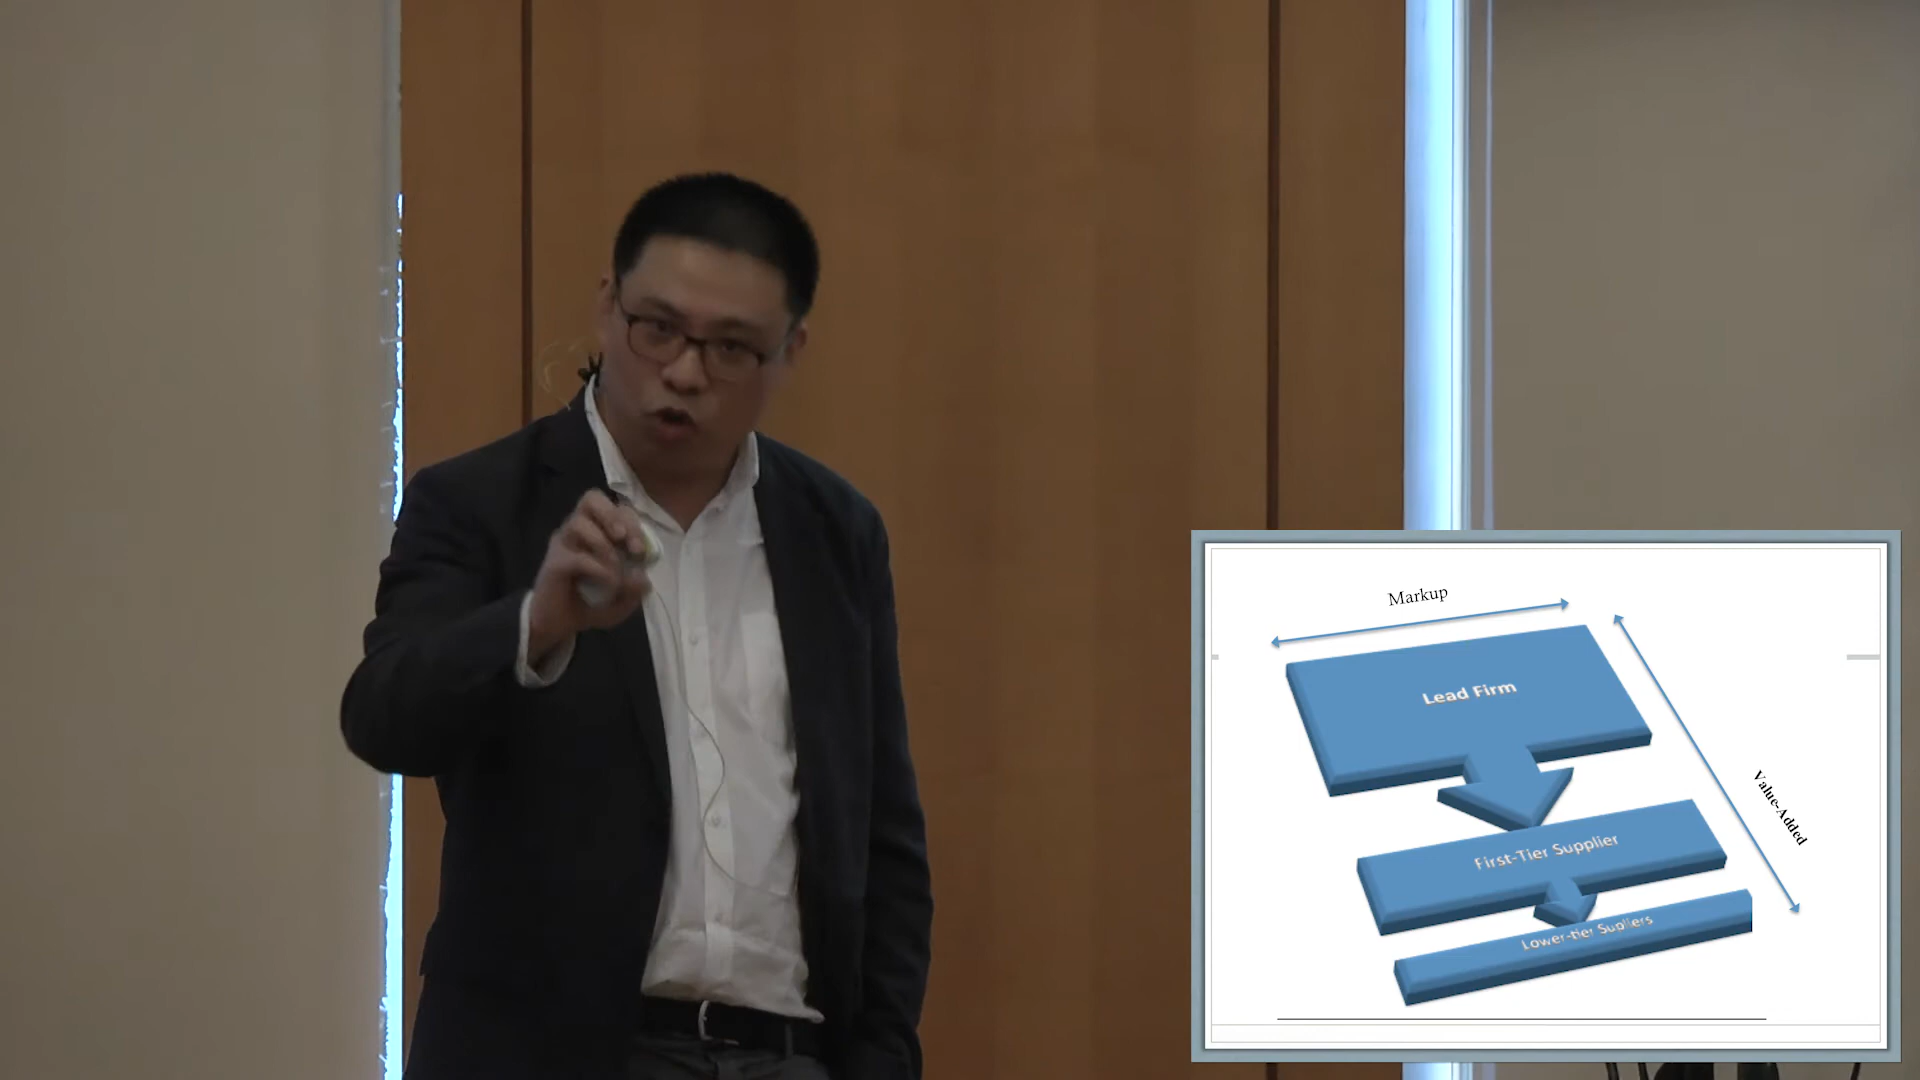 Markup
Lead Firm
Value-Added
First-Tier Supplier
Lower-tier Supliers